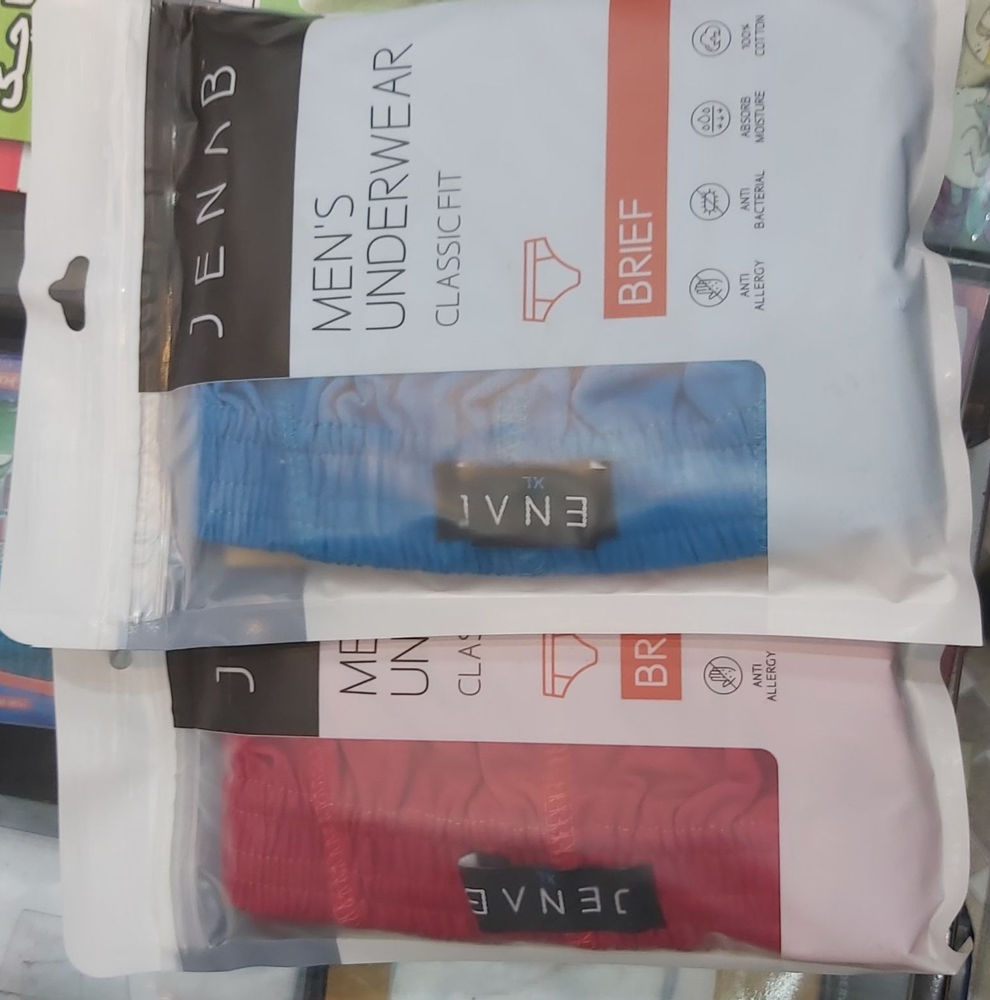 JENAB
MEN'S
UNDERWEAR
CLASSIC FIT
BRIEF
ANTI
ALLERGY
ANTI
BACTERIAL
ABSORB
MOISTURE
100%
COTTON
XL
JENA
J
ME
UN
CLAS
BR
ANTI
ALLERGY
XL
JENAB